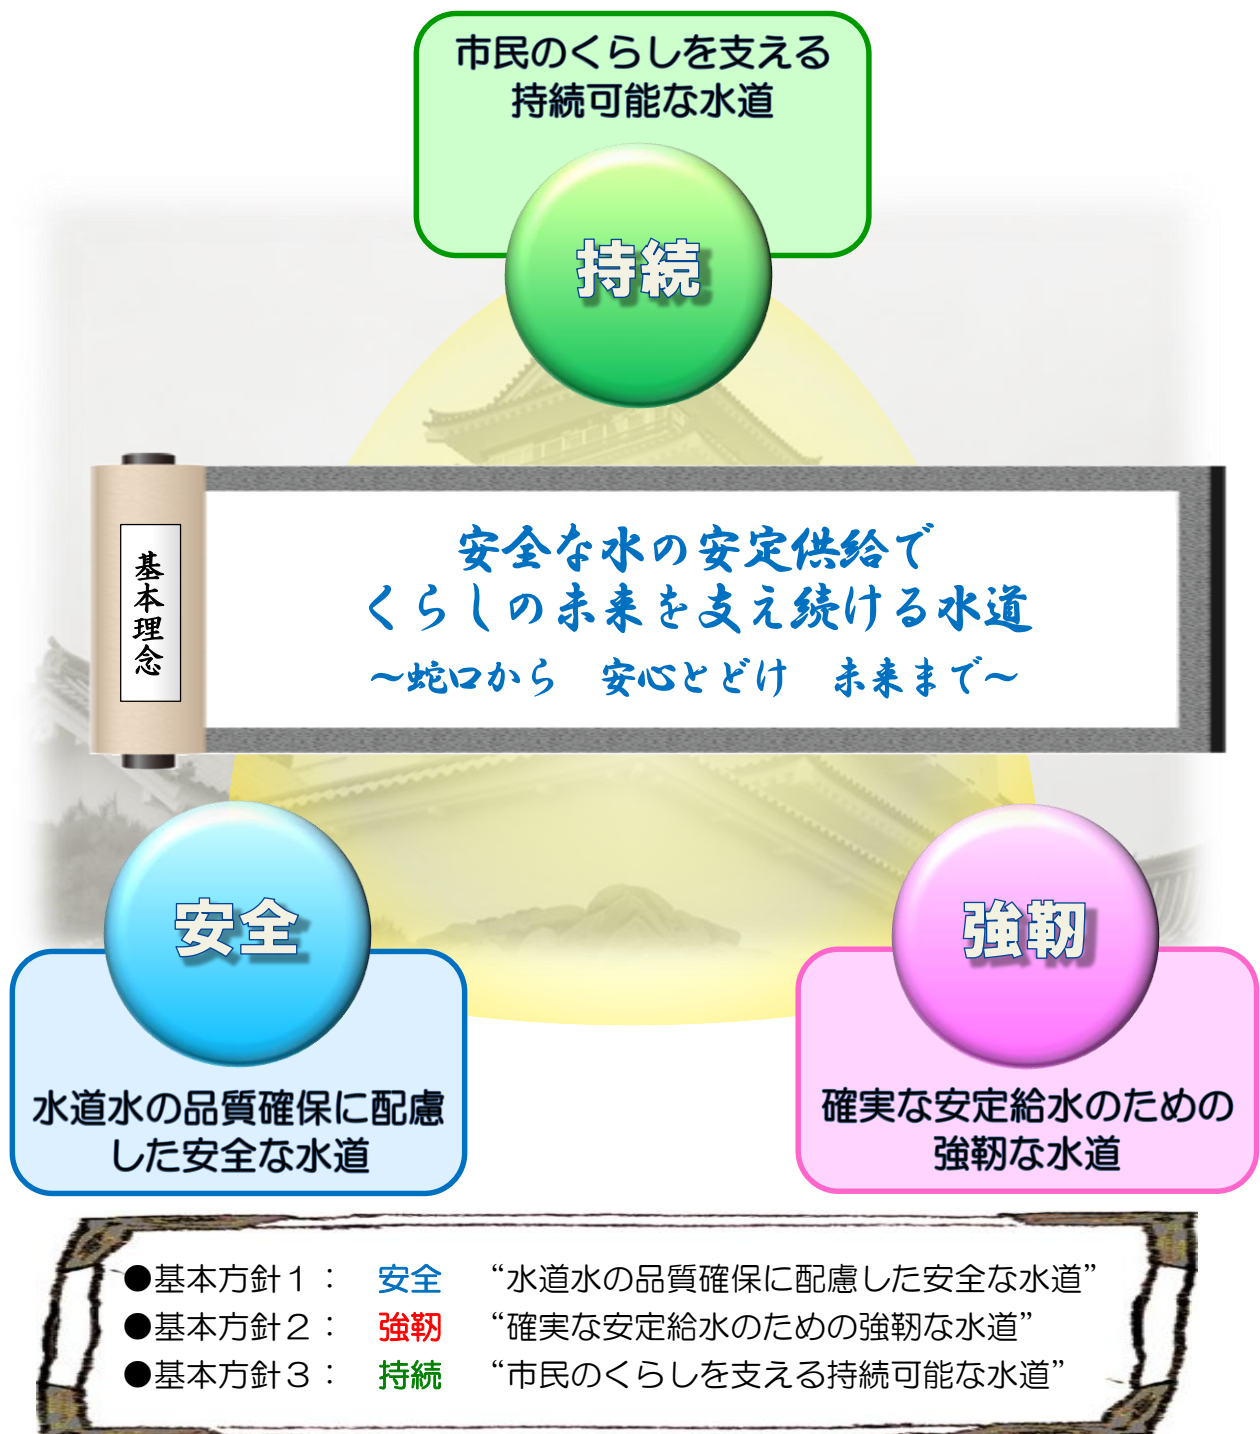 市民のくらしを支える
持続可能な水道
持続
基本理念
安全な水の安定供給で
くらしの未来を支え続ける水道
～蛇口から　安心とどけ　未来まで～
安全
水道水の品質確保に配慮
した安全な水道
強靭
確実な安定給水のための
強靭な水道
●基本方針１：　安全　“水道水の品質確保に配慮した安全な水道”
●基本方針２：　強靭　“確実な安定給水のための強靭な水道”
●基本方針３：　持続　“市民のくらしを支える持続可能な水道”